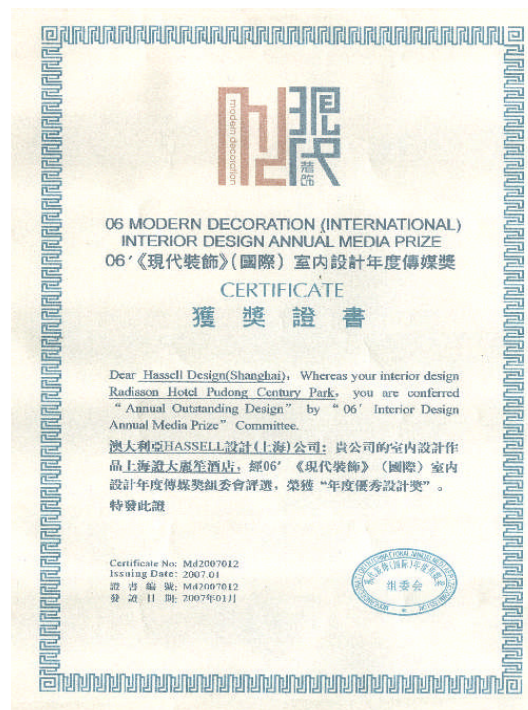 modern decoration
現代
裝飾
06 MODERN DECORATION (INTERNATIONAL)
INTERIOR DESIGN ANNUAL MEDIA PRIZE
06′《現代裝飾》(國際) 室内設計年度傳媒獎
CERTIFICATE
獲 獎 證 書
Dear Hassell Design(Shanghai), Whereas your interior design
Radisson Hotel Pudong Century Park, you are conferred
“Annual Outstanding Design” by “06' Interior Design
Annual Media Prize” Committee.
澳大利亞HASSELL設計(上海)公司: 貴公司的室内設計作
品上海證大麗笙酒店, 經06′《現代裝飾》(國際) 室内
設計年度傳媒獎組委會評選, 榮獲“年度優秀設計獎”。
特發此證
Certificate No: Md2007012
Issuing Date: 2007.01
證 書 編 號: Md2007012
發 證 日 期: 2007年01月
组委会